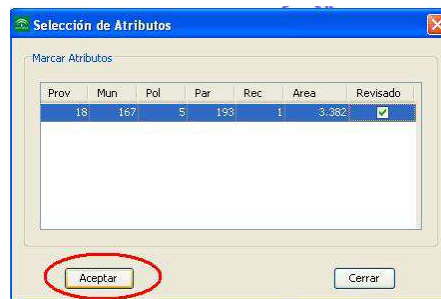 Selección de Atributos
Marcar Atributos
Prov Mun Pol Par Rec Area Revisado
18 167 5 193 1 3.382
Aceptar Cerrar